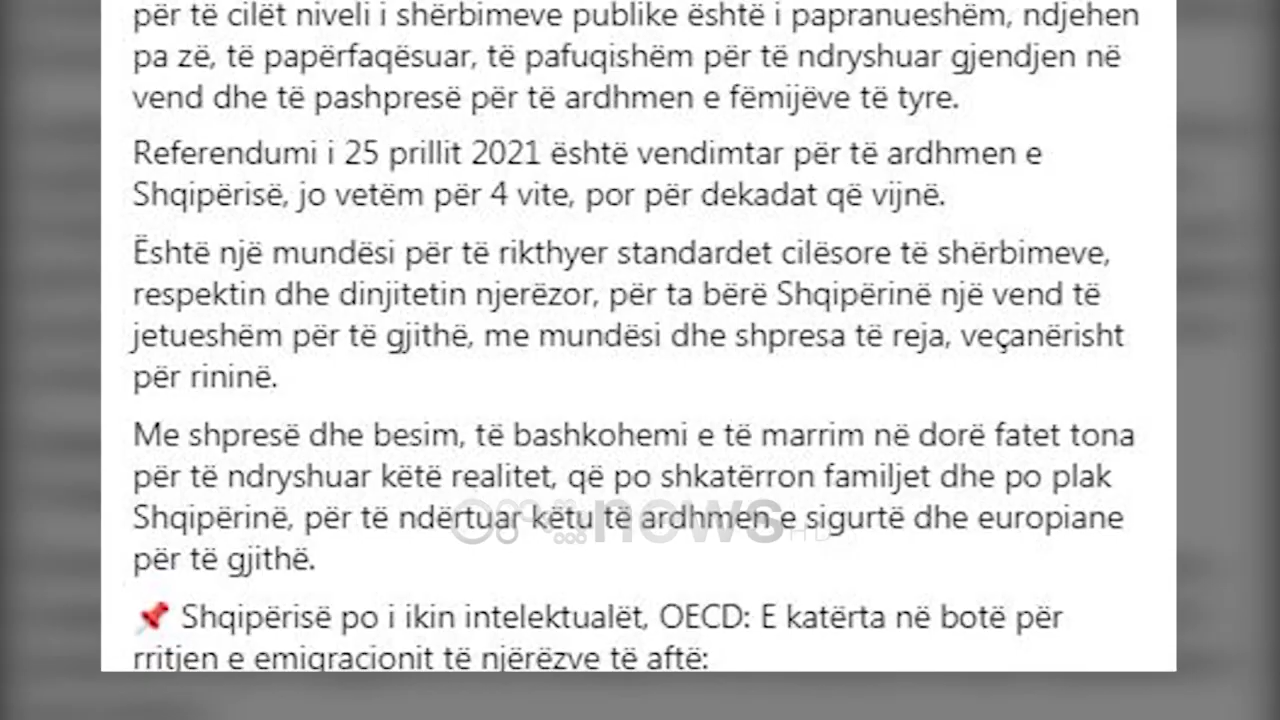 për të cilët niveli i shërbimeve publike është i papranueshëm, ndjehen
pa zë, të papërfaqësuar, të pafuqishëm për të ndryshuar gjendjen në
vend dhe të pashpresë për të ardhmen e fëmijëve të tyre.
Referendumi i 25 prillit 2021 është vendimtar për të ardhmen e
Shqipërisë, jo vetëm për 4 vite, por për dekadat që vijnë.
Është një mundësi për të rikthyer standardet cilësore të shërbimeve,
respektin dhe dinjitetin njerëzor, për ta bërë Shqipërinë një vend të
jetueshëm për të gjithë, me mundësi dhe shpresa të reja, veçanërisht
për rininë.
Me shpresë dhe besim, të bashkohemi e të marrim në dorë fatet tona
për të ndryshuar këtë realitet, që po shkatërron familjet dhe po plak
Shqipërinë, për të ndërtuar këtu të ardhmen e sigurtë dhe europiane
për të gjithë.
news HD
📌 Shqipërisë po i ikin intelektualët, OECD: E katërta në botë për
rritjen e emigracionit të njërëzve të aftë: